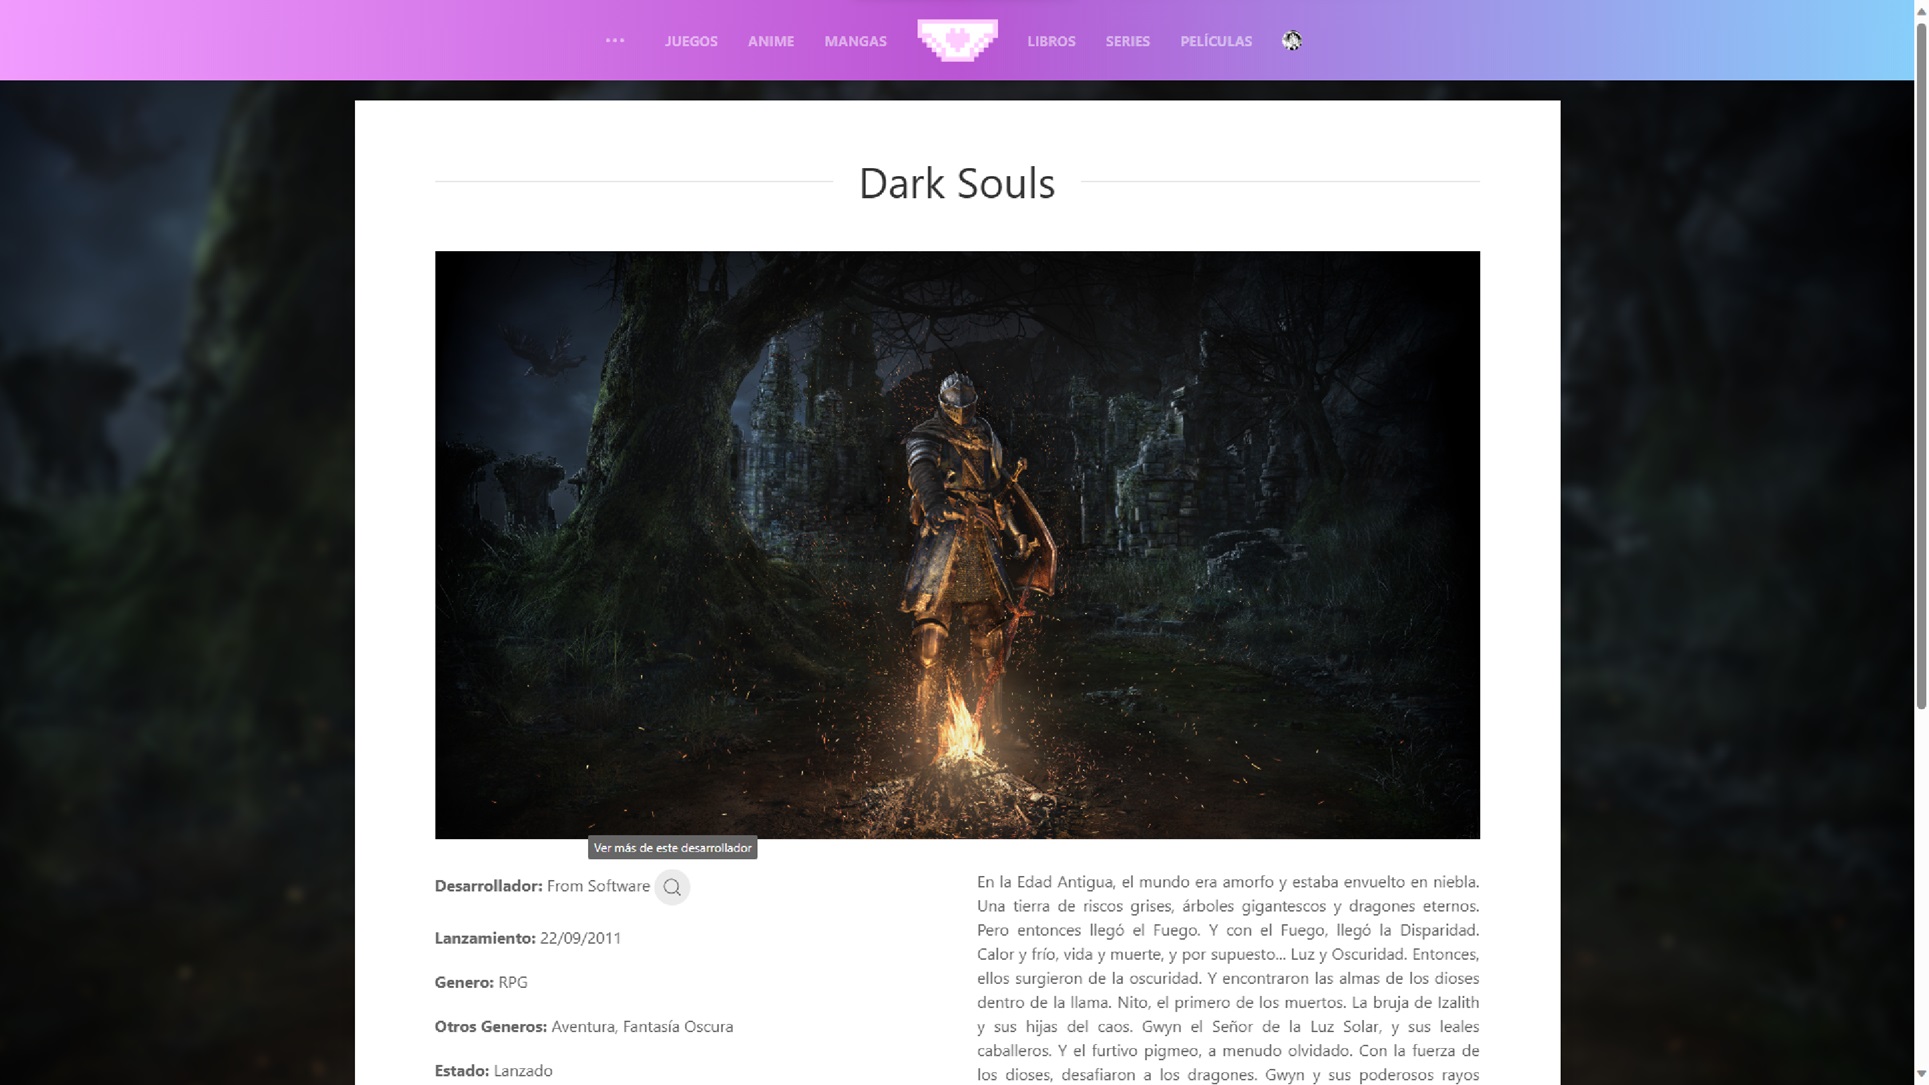 JUEGOS ANIME MANGAS LIBROS SERIES PELÍCULAS
Dark Souls
Ver más de este desarrollador
Desarrollador: From Software
Lanzamiento: 22/09/2011
Genero: RPG
Otros Generos: Aventura, Fantasía Oscura
Estado: Lanzado
En la Edad Antigua, el mundo era amorfo y estaba envuelto en niebla.
Una tierra de riscos grises, árboles gigantescos y dragones eternos.
Pero entonces llegó el Fuego. Y con el Fuego, llegó la Disparidad.
Calor y frío, vida y muerte, y por supuesto... Luz y Oscuridad. Entonces,
ellos surgieron de la oscuridad. Y encontraron las almas de los dioses
dentro de la llama. Nito, el primero de los muertos. La bruja de Izalith
y sus hijas del caos. Gwyn el Señor de la Luz Solar, y sus leales
caballeros. Y el furtivo pigmeo, a menudo olvidado. Con la fuerza de
los dioses, desafiaron a los dragones. Gwyn y sus poderosos rayos